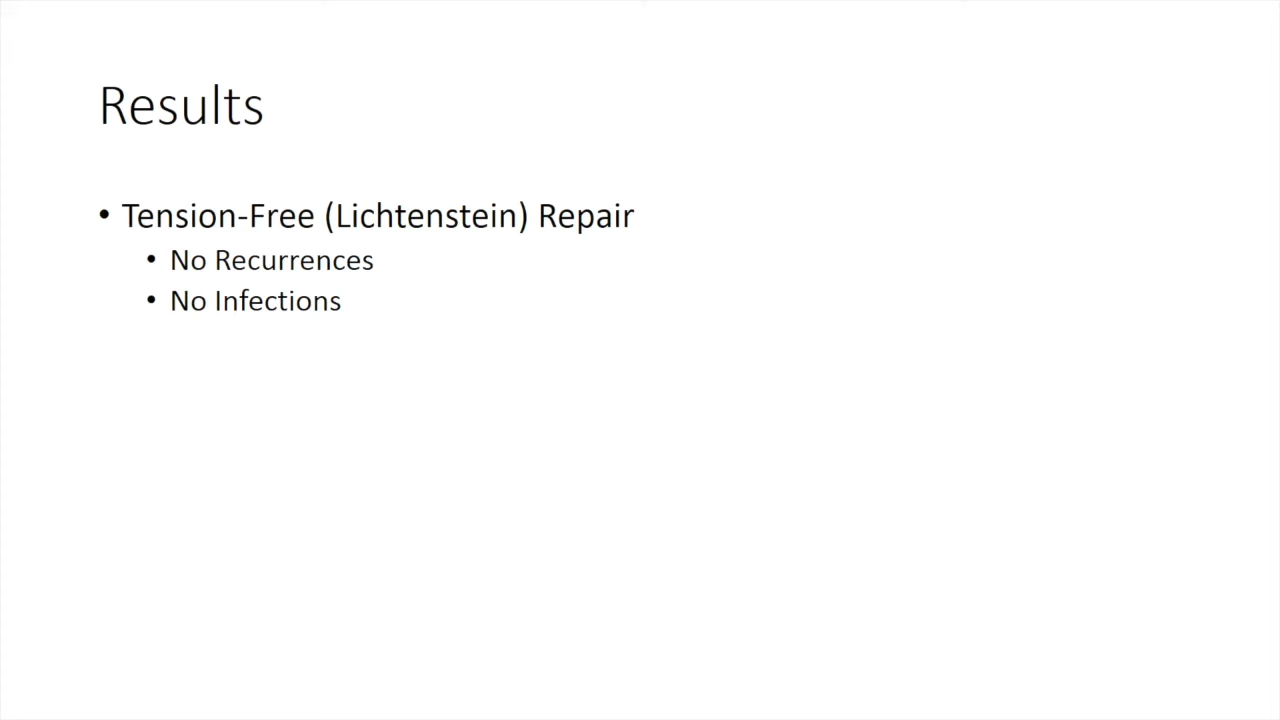 Results
• Tension-Free (Lichtenstein) Repair
• No Recurrences
• No Infections